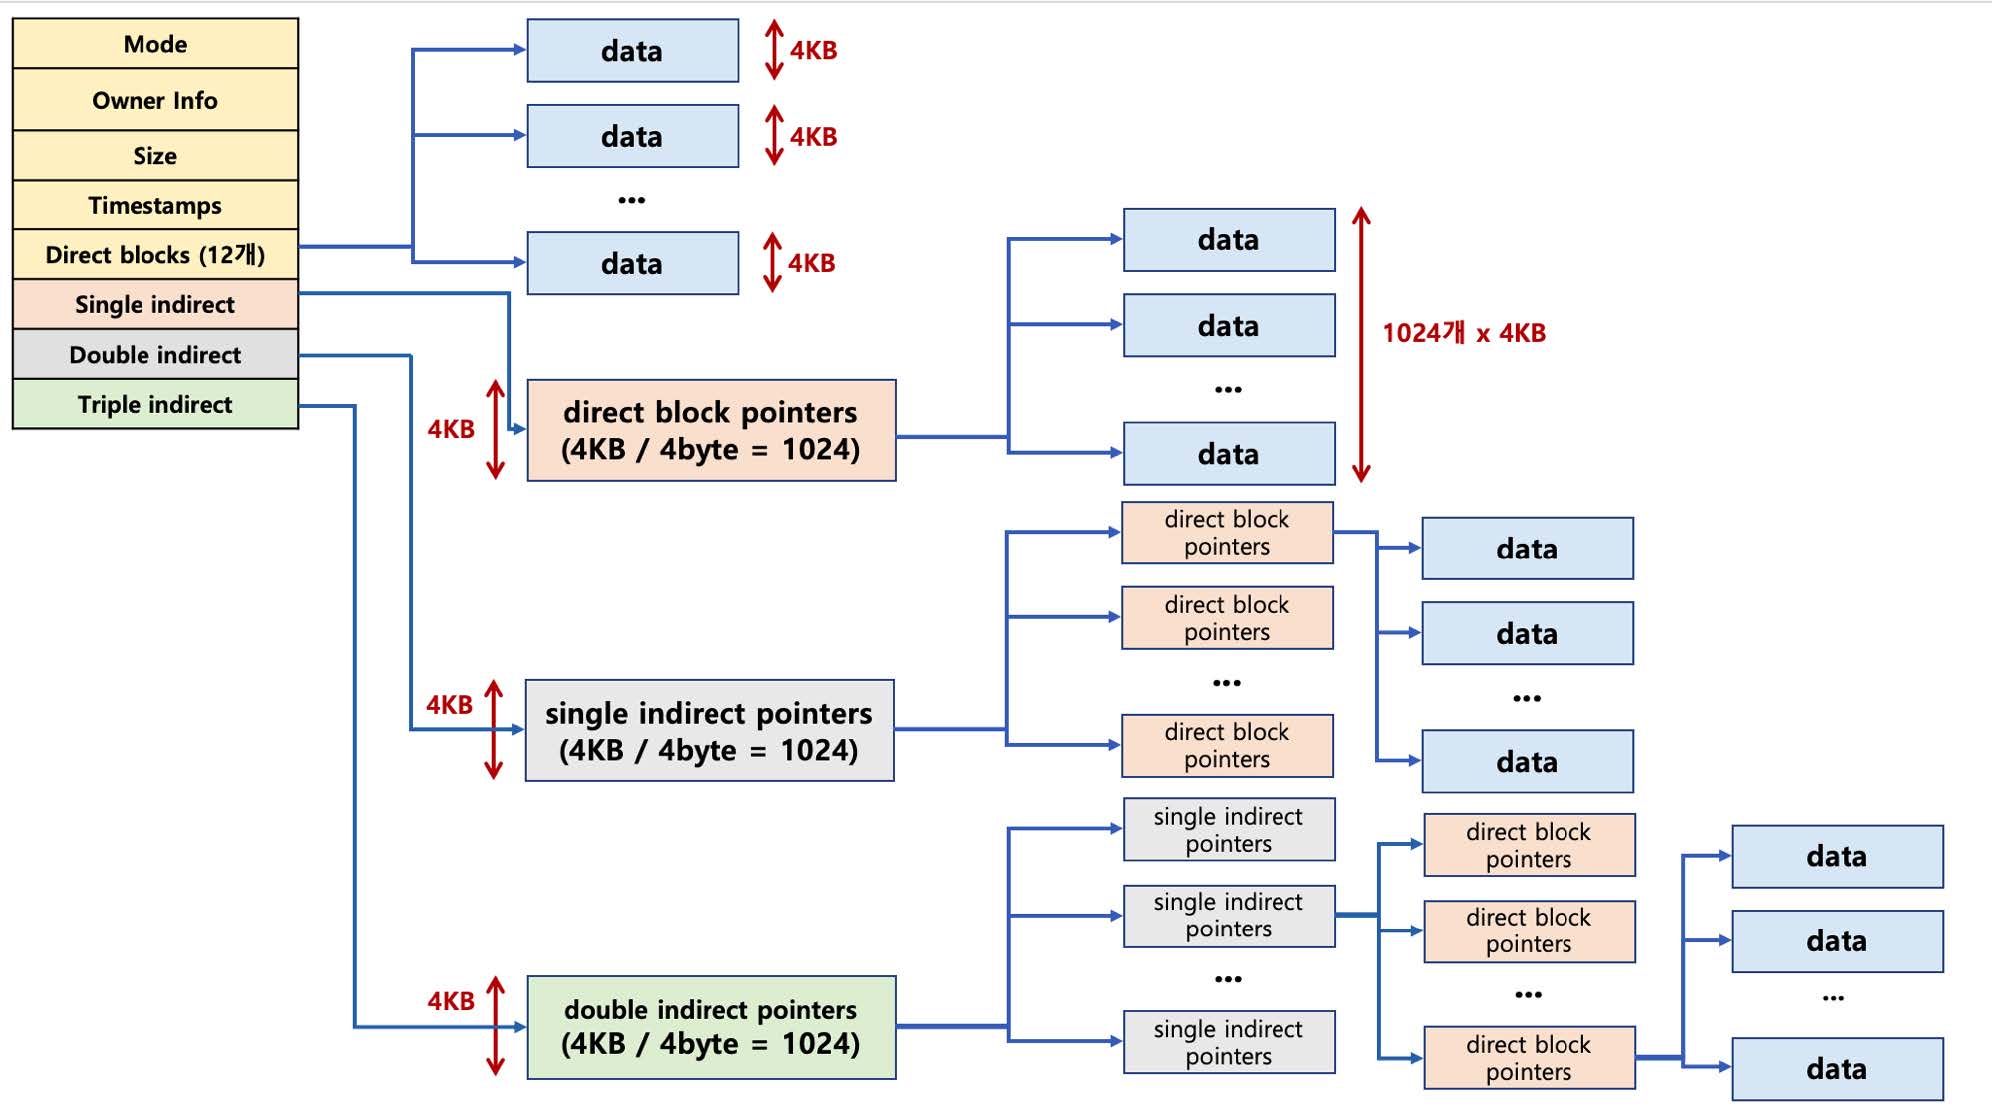 Mode
Owner Info
Size
Timestamps
Direct blocks (12개)
Single indirect
Double indirect
Triple indirect
data
4KB
data
4KB
...
data
4KB
4KB
direct block pointers
(4KB / 4byte = 1024)
data
data
...
data
1024개 x 4KB
4KB
single indirect pointers
(4KB / 4byte = 1024)
direct block
pointers
direct block
pointers
...
direct block
pointers
data
data
...
data
4KB
double indirect pointers
(4KB / 4byte = 1024)
single indirect
pointers
single indirect
pointers
...
single indirect
pointers
direct block
pointers
direct block
pointers
...
direct block
pointers
data
data
...
data